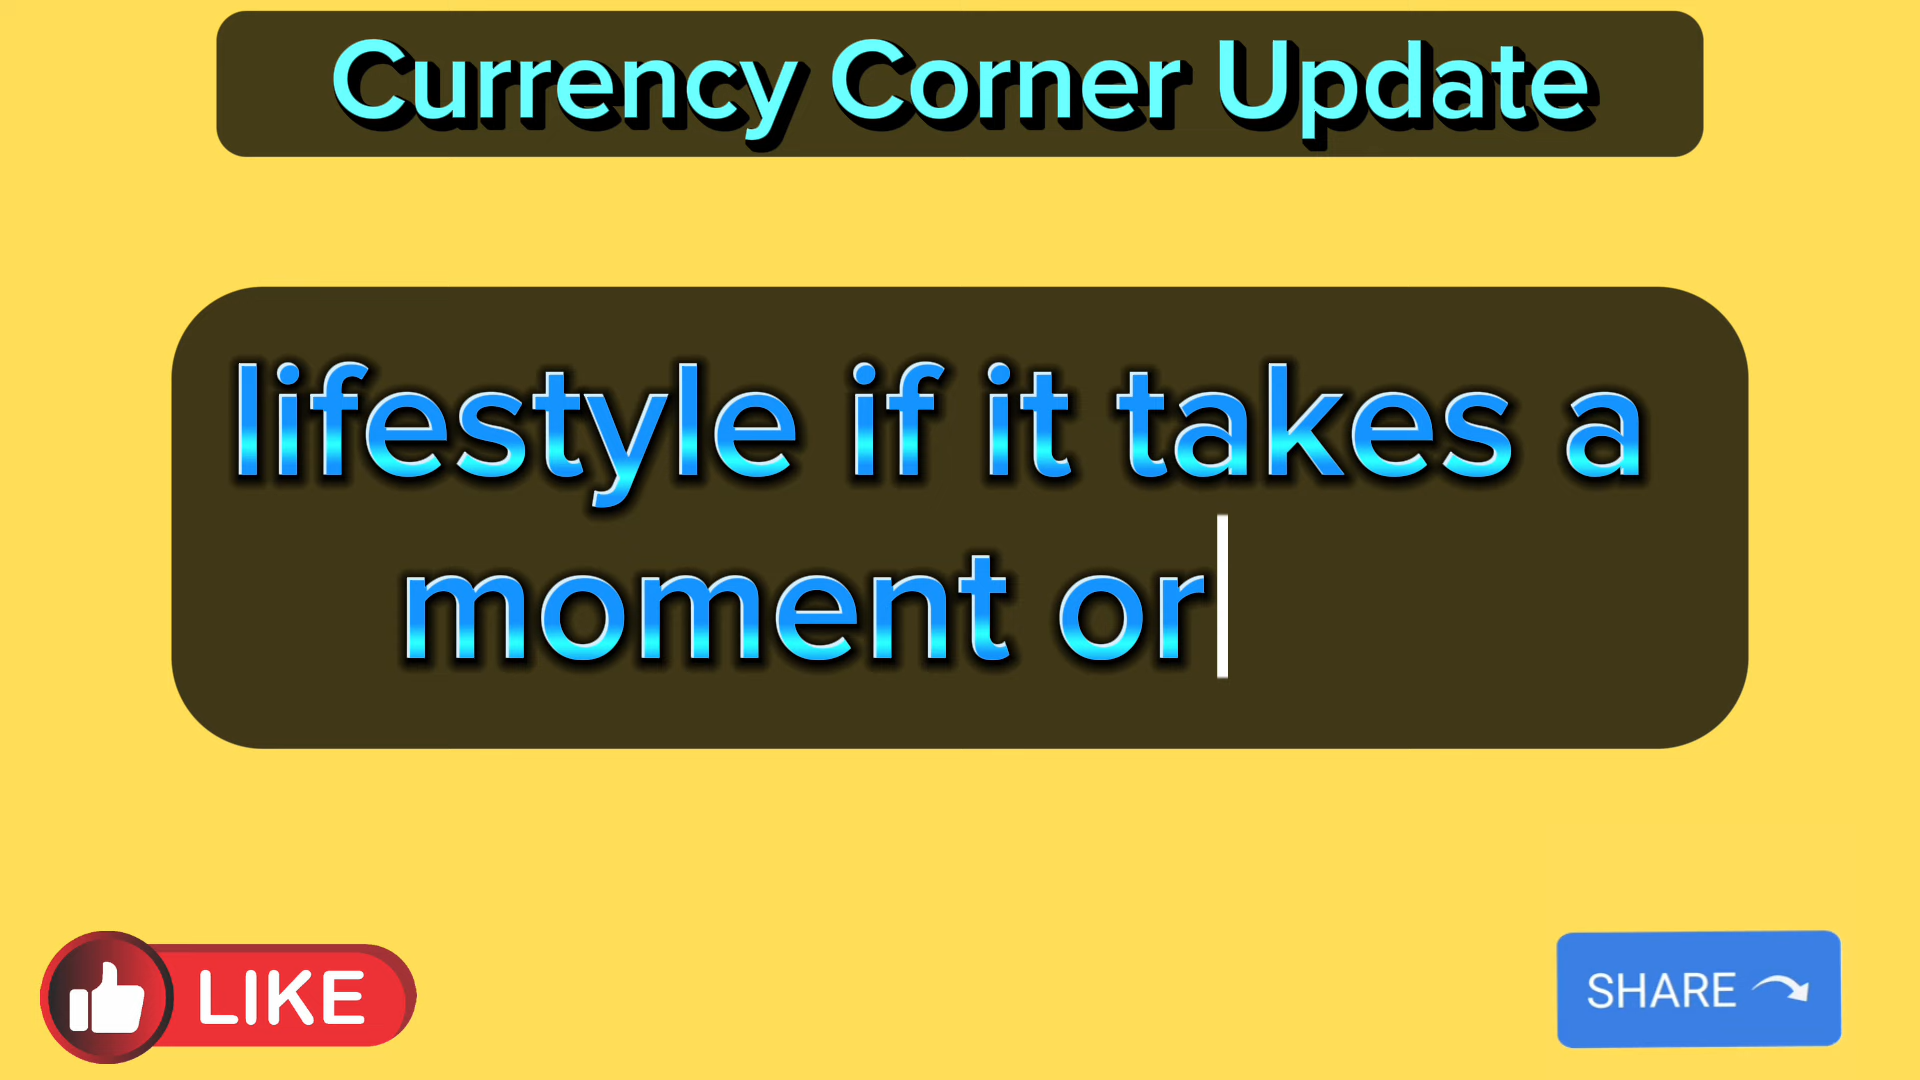 Currency Corner Update
lifestyle if it takes a
moment or
LIKE
SHARE